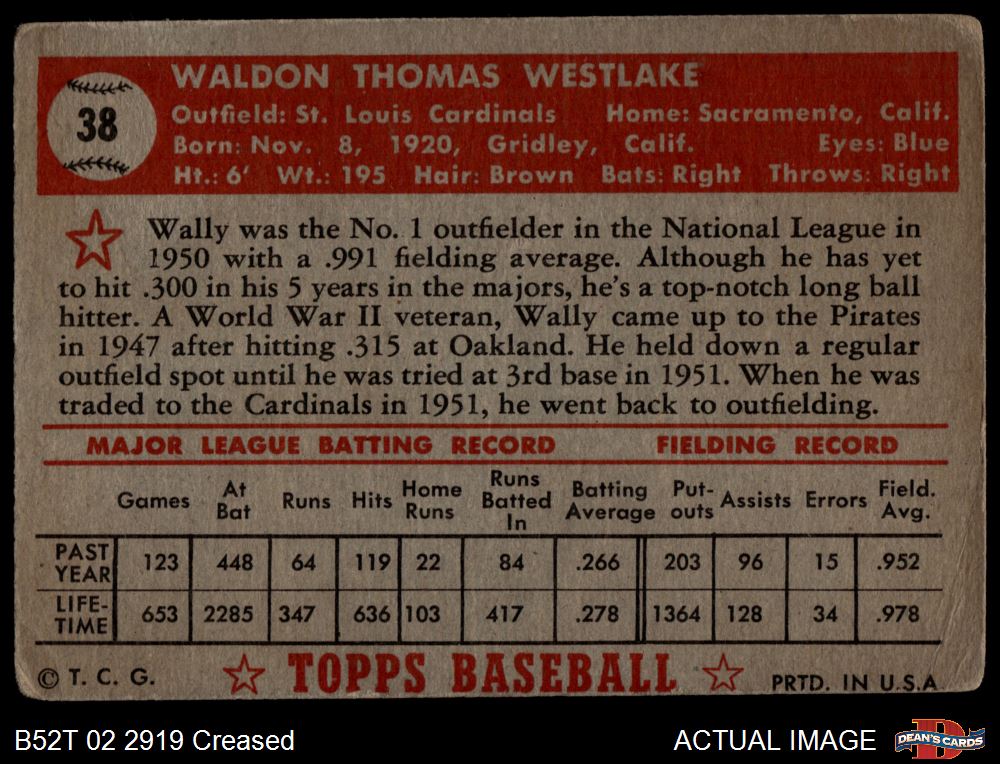 38
WALDON THOMAS WESTLAKE
Outfield: St. Louis Cardinals Home: Sacramento, Calif.
Born: Nov. 8, 1920, Gridley, Calif. Eyes: Blue
Ht.: 6' Wt.: 195 Hair: Brown Bats: Right Throws: Right
Wally was the No. 1 outfielder in the National League in
1950 with a .991 fielding average. Although he has yet
to hit .300 in his 5 years in the majors, he's a top-notch long ball
hitter. A World War II veteran, Wally came up to the Pirates
in 1947 after hitting .315 at Oakland. He held down a regular
outfield spot until he was tried at 3rd base in 1951. When he was
traded to the Cardinals in 1951, he went back to outfielding.
MAJOR LEAGUE BATTING RECORD FIELDING RECORD
Games At Bat Runs Hits Home Runs Runs Batted In Batting Average Put-outs Assists Errors Field. Avg.
PAST YEAR 123 448 64 119 22 84 .266 203 96 15 .952
LIFE-TIME 653 2285 347 636 103 417 .278 1364 128 34 .978
© T. C. G. TOPPS BASEBALL PRTD. IN U.S.A
B52T 02 2919 Creased ACTUAL IMAGE DEAN'S CARDS